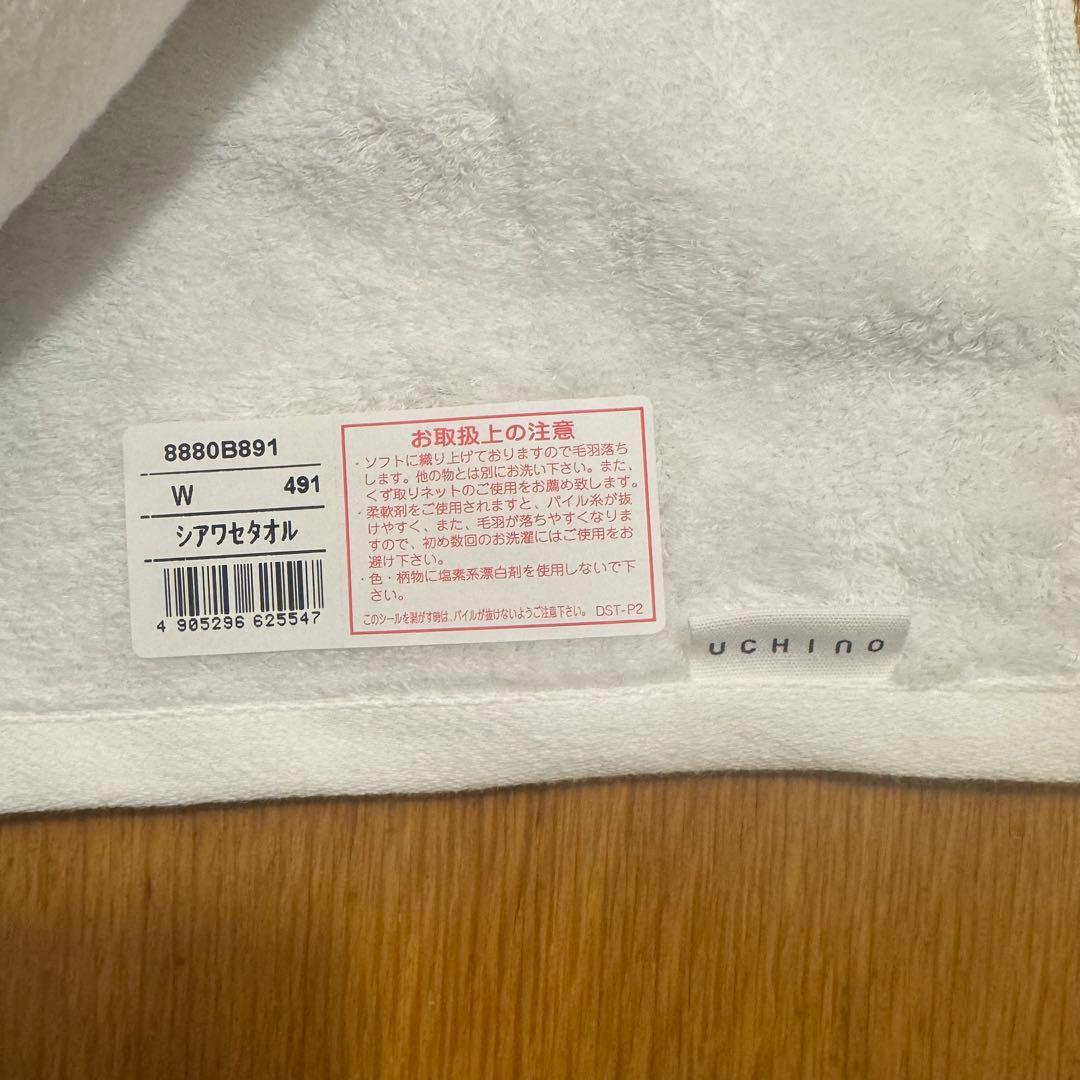 8880B891
W 491
シアワセタオル
4 905296 625547
お取扱上の注意
・ソフトに織り上げておりますので毛羽落ち
します。他の物とは別にお洗い下さい。また、
くず取りネットのご使用をお薦め致します。
・柔軟剤をご使用されますと、パイル糸が抜
けやすく、また、毛羽が落ちやすくなりま
すので、初め数回のお洗濯にはご使用をお
避け下さい。
・色・柄物に塩素系漂白剤を使用しないで下
さい。
このシールを剥がす時は、パイルが抜けないようご注意下さい。 DST-P2
uCHIno